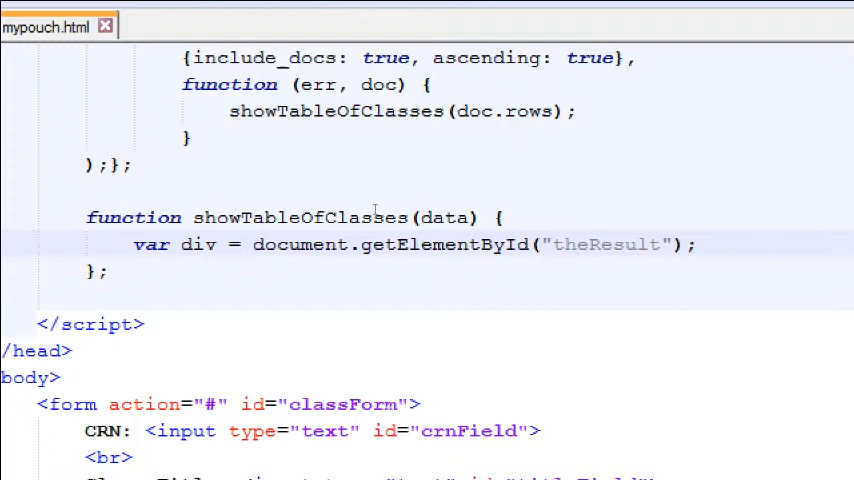 mypouch.html
{include_docs: true, ascending: true},
function (err, doc) {
showTableOfClasses(doc.rows);
}
);};
function showTableOfClasses(data) {
var div = document.getElementById("theResult");
};
</script>
/head>
body>
<form action="#" id="classForm">
CRN: <input type="text" id="crnField">
<br>